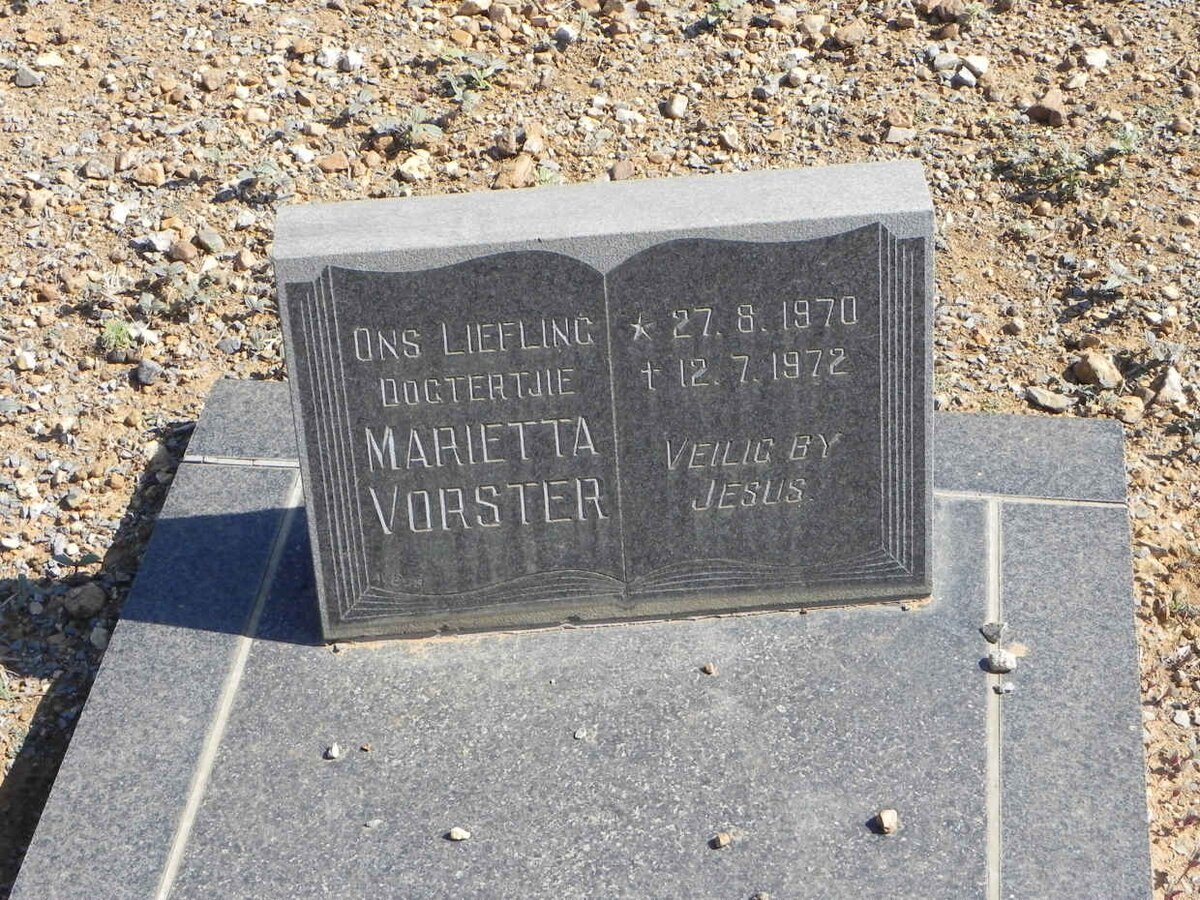 ONS LIEFLING
DOGTERTJIE
MARIETTA
VORSTER
* 27. 8. 1970
† 12. 7. 1972
VEILIG BY
JESUS.